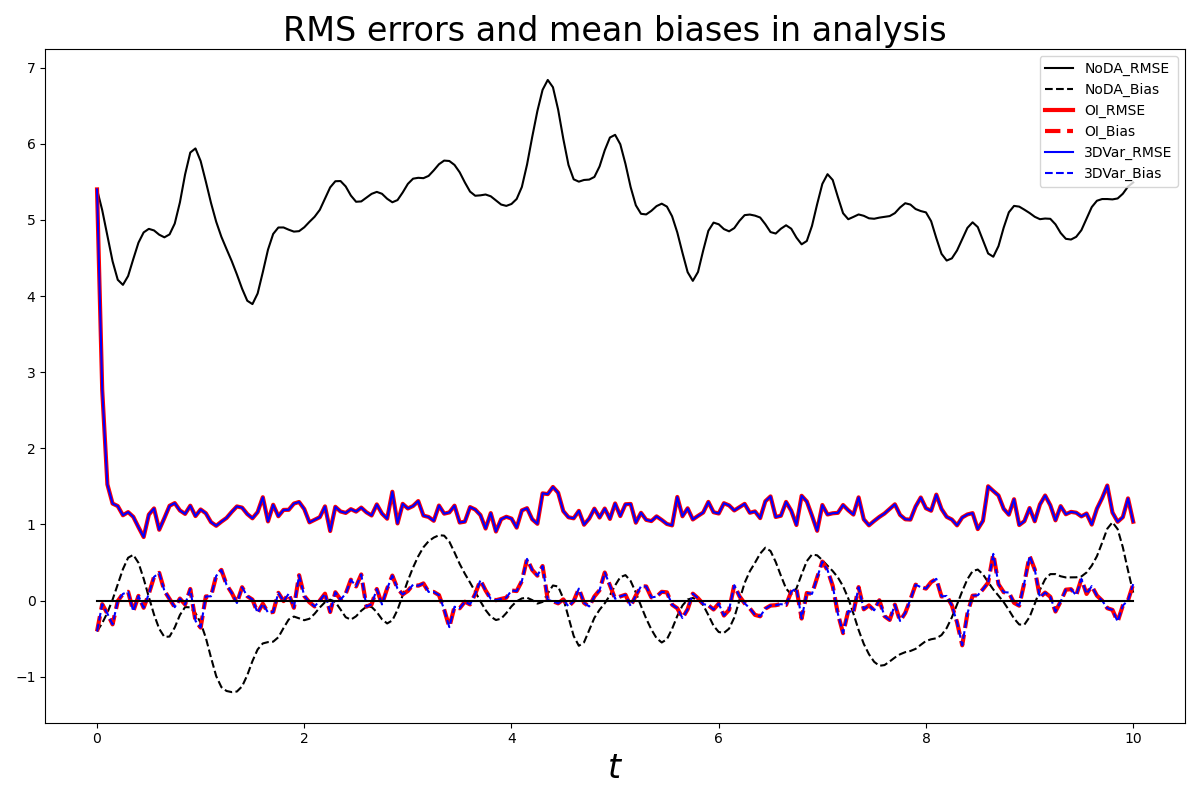 RMS errors and mean biases in analysis
7
6
5
4
3
2
1
0
−1
NoDA_RMSE
NoDA_Bias
OI_RMSE
OI_Bias
3DVar_RMSE
3DVar_Bias
0 2 4 6 8 10
t